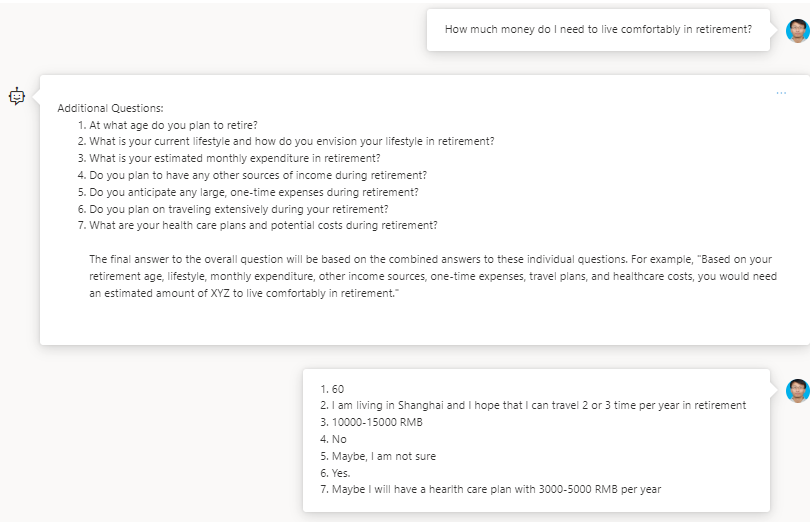 How much money do I need to live comfortably in retirement?
...
Additional Questions:
1. At what age do you plan to retire?
2. What is your current lifestyle and how do you envision your lifestyle in retirement?
3. What is your estimated monthly expenditure in retirement?
4. Do you plan to have any other sources of income during retirement?
5. Do you anticipate any large, one-time expenses during retirement?
6. Do you plan on traveling extensively during your retirement?
7. What are your health care plans and potential costs during retirement?
The final answer to the overall question will be based on the combined answers to these individual questions. For example, "Based on your
retirement age, lifestyle, monthly expenditure, other income sources, one-time expenses, travel plans, and healthcare costs, you would need
an estimated amount of XYZ to live comfortably in retirement."
1. 60
2. I am living in Shanghai and I hope that I can travel 2 or 3 time per year in retirement
3. 10000-15000 RMB
4. No
5. Maybe, I am not sure
6. Yes.
7. Maybe I will have a hearlth care plan with 3000-5000 RMB per year